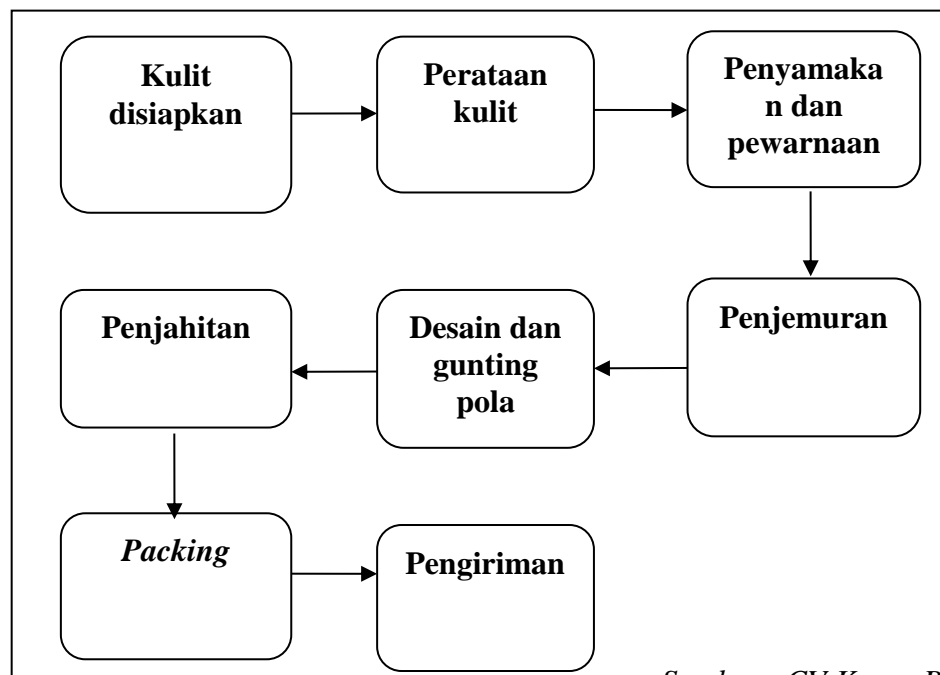 Kulit
disiapkan
Perataan
kulit
Penyamaka
n dan
pewarnaan
Penjemuran
Desain dan
gunting
pola
Penjahitan
Packing
Pengiriman